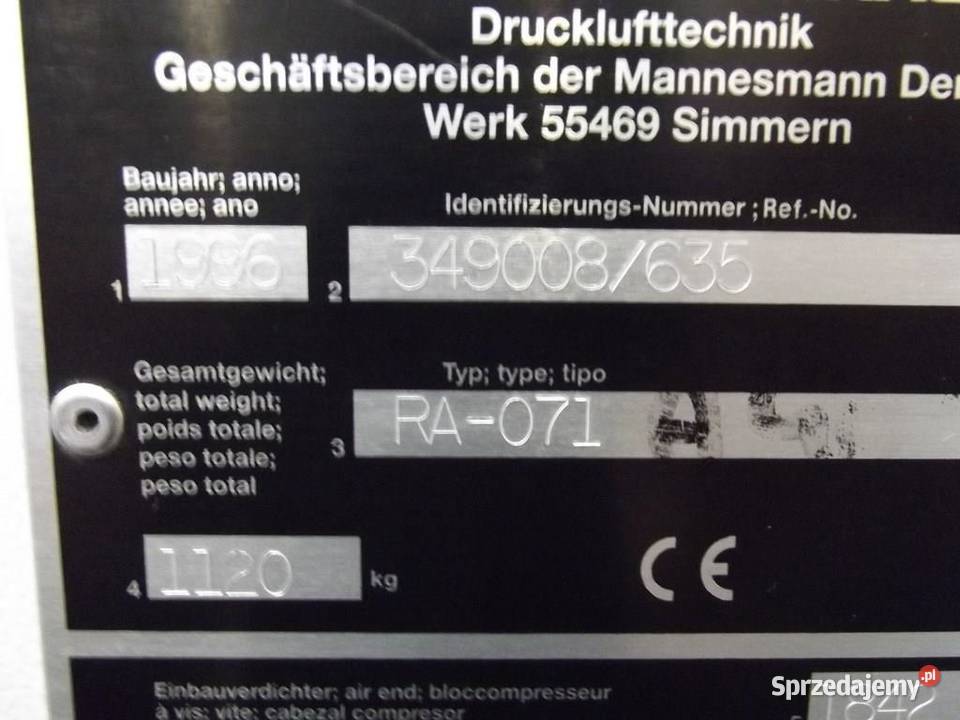 Drucklufttechnik
Geschäftsbereich der Mannesmann
Werk 55469 Simmern
Baujahr; anno;
année; ano
Identifizierungs-Nummer ; Ref.-No.
1 1996
2 349008/635
Gesamtgewicht;
total weight;
poids totale;
peso totale;
peso total
Typ; type; tipo
3 RA-071
4 1120 kg
CE
Einbauverdichter; air end; bloccompresseur
à vis; vite; cabezal compresor
Sprzedajemy.pl